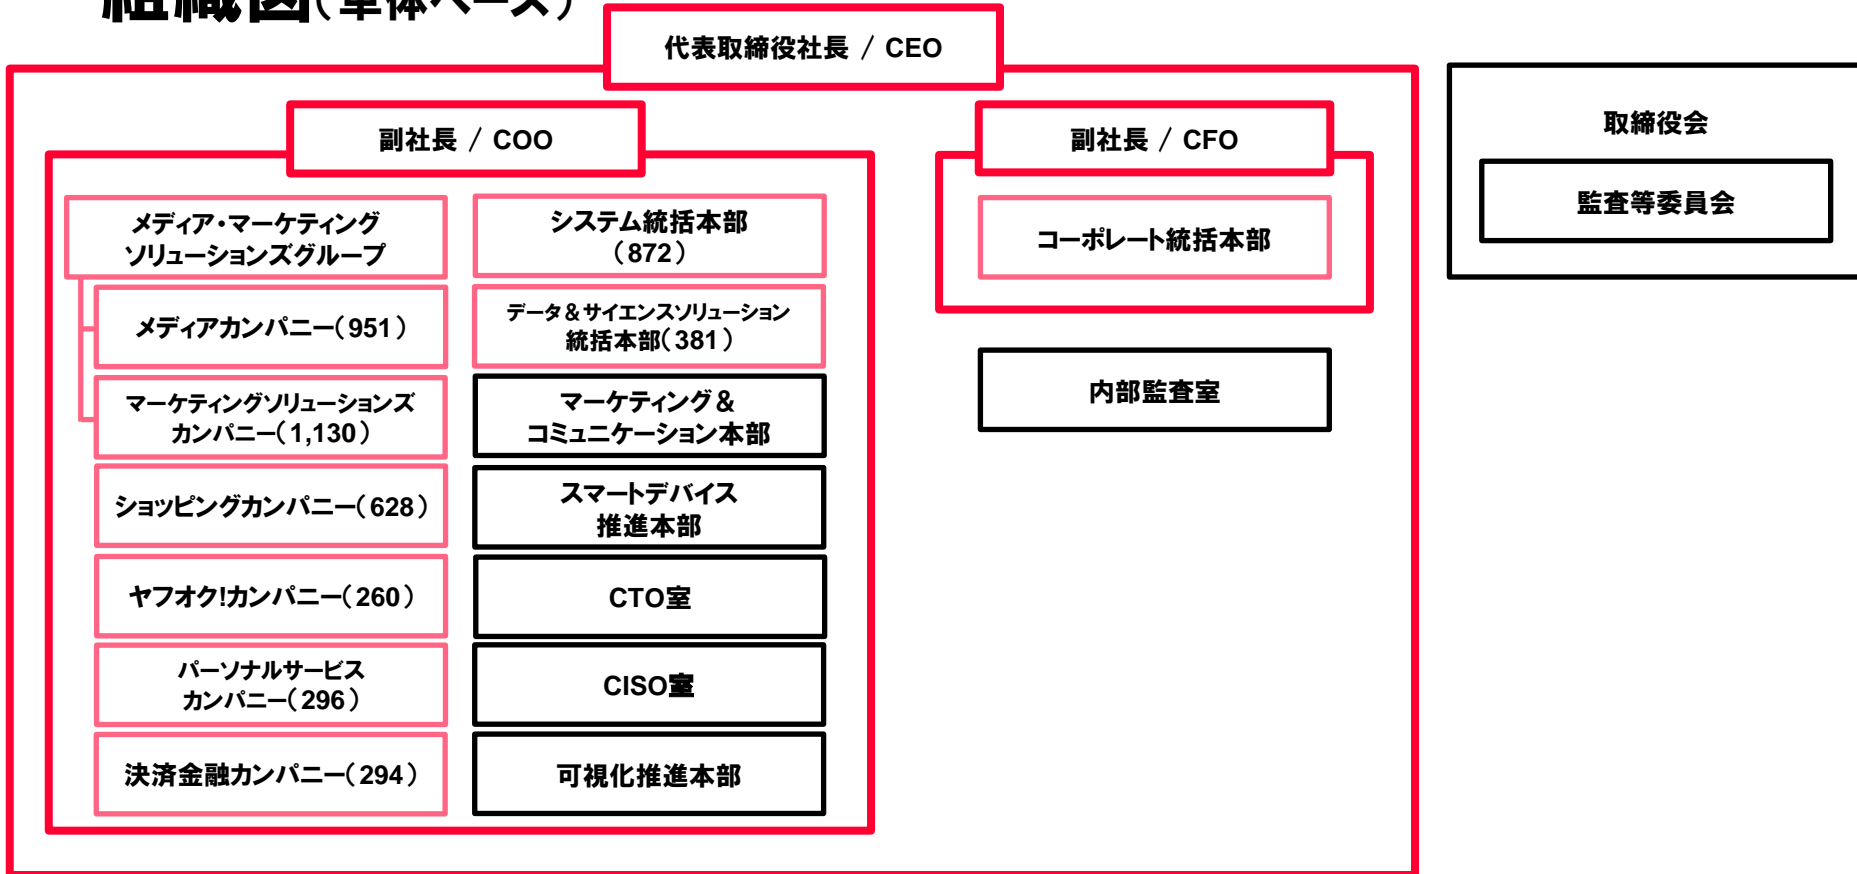 組織図（単体ベース）
代表取締役社長 / CEO
副社長 / COO
メディア・マーケティング
ソリューションズグループ
メディアカンパニー（951）
マーケティングソリューションズ
カンパニー（1,130）
ショッピングカンパニー（628）
ヤフオク!カンパニー（260）
パーソナルサービス
カンパニー（296）
決済金融カンパニー（294）
システム統括本部
（872）
データ＆サイエンスソリューション
統括本部（381）
マーケティング＆
コミュニケーション本部
スマートデバイス
推進本部
CTO室
CISO室
可視化推進本部
副社長 / CFO
コーポレート統括本部
内部監査室
取締役会
監査等委員会